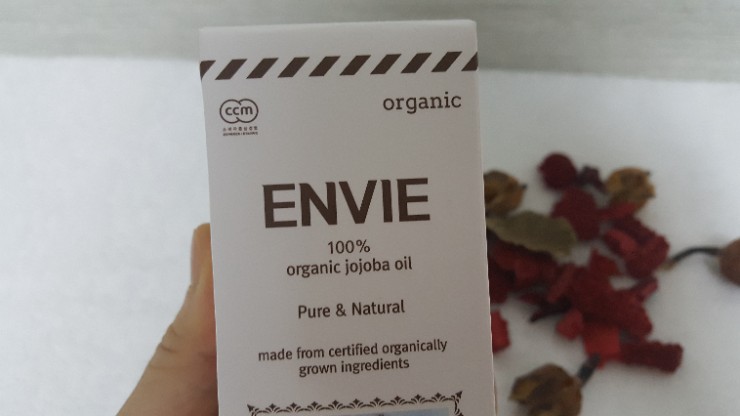 organic
ccm
ENVIE
100%
organic jojoba oil
Pure & Natural
made from certified organically
grown ingredients